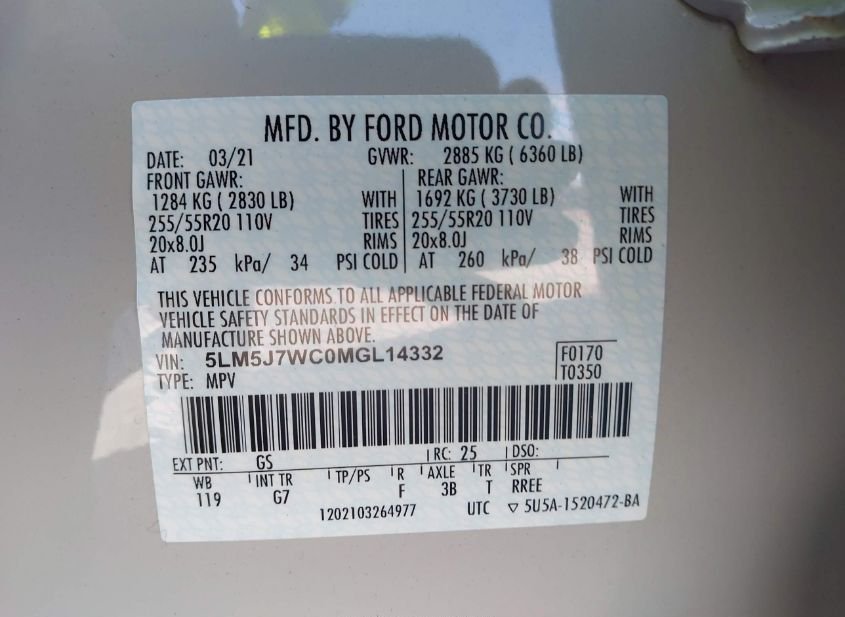 MFD. BY FORD MOTOR CO.
DATE: 03/21 GVWR: 2885 KG ( 6360 LB)
FRONT GAWR: REAR GAWR:
1284 KG ( 2830 LB) WITH 1692 KG ( 3730 LB) WITH
255/55R20 110V TIRES 255/55R20 110V TIRES
20x8.0J RIMS 20x8.0J RIMS
AT 235 kPa/ 34 PSI COLD AT 260 kPa/ 38 PSI COLD
THIS VEHICLE CONFORMS TO ALL APPLICABLE FEDERAL MOTOR
VEHICLE SAFETY STANDARDS IN EFFECT ON THE DATE OF
MANUFACTURE SHOWN ABOVE.
VIN: 5LM5J7WC0MGL14332 F0170
TYPE: MPV T0350
EXT PNT: GS RC: 25 DSO:
WB INT TR TP/PS R AXLE TR SPR
119 G7 F 3B T RREE
1202103264977 UTC ▽ 5U5A-1520472-BA